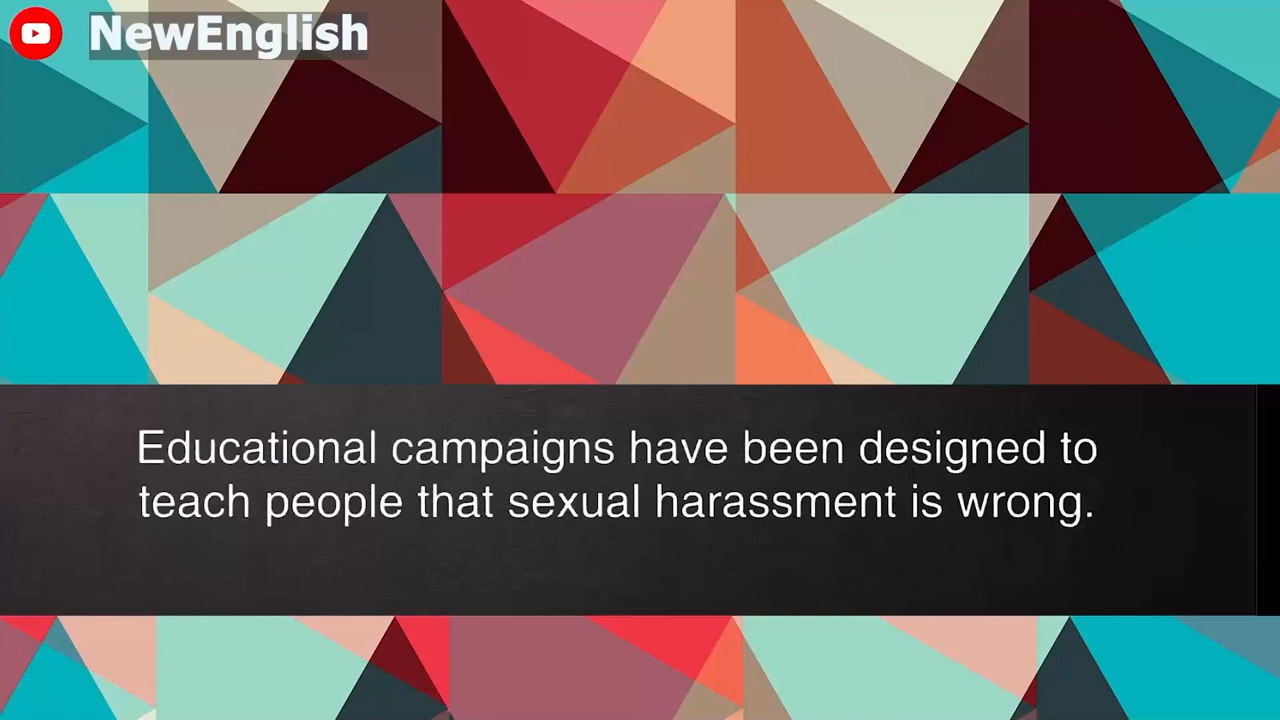 NewEnglish
Educational campaigns have been designed to
teach people that sexual harassment is wrong.